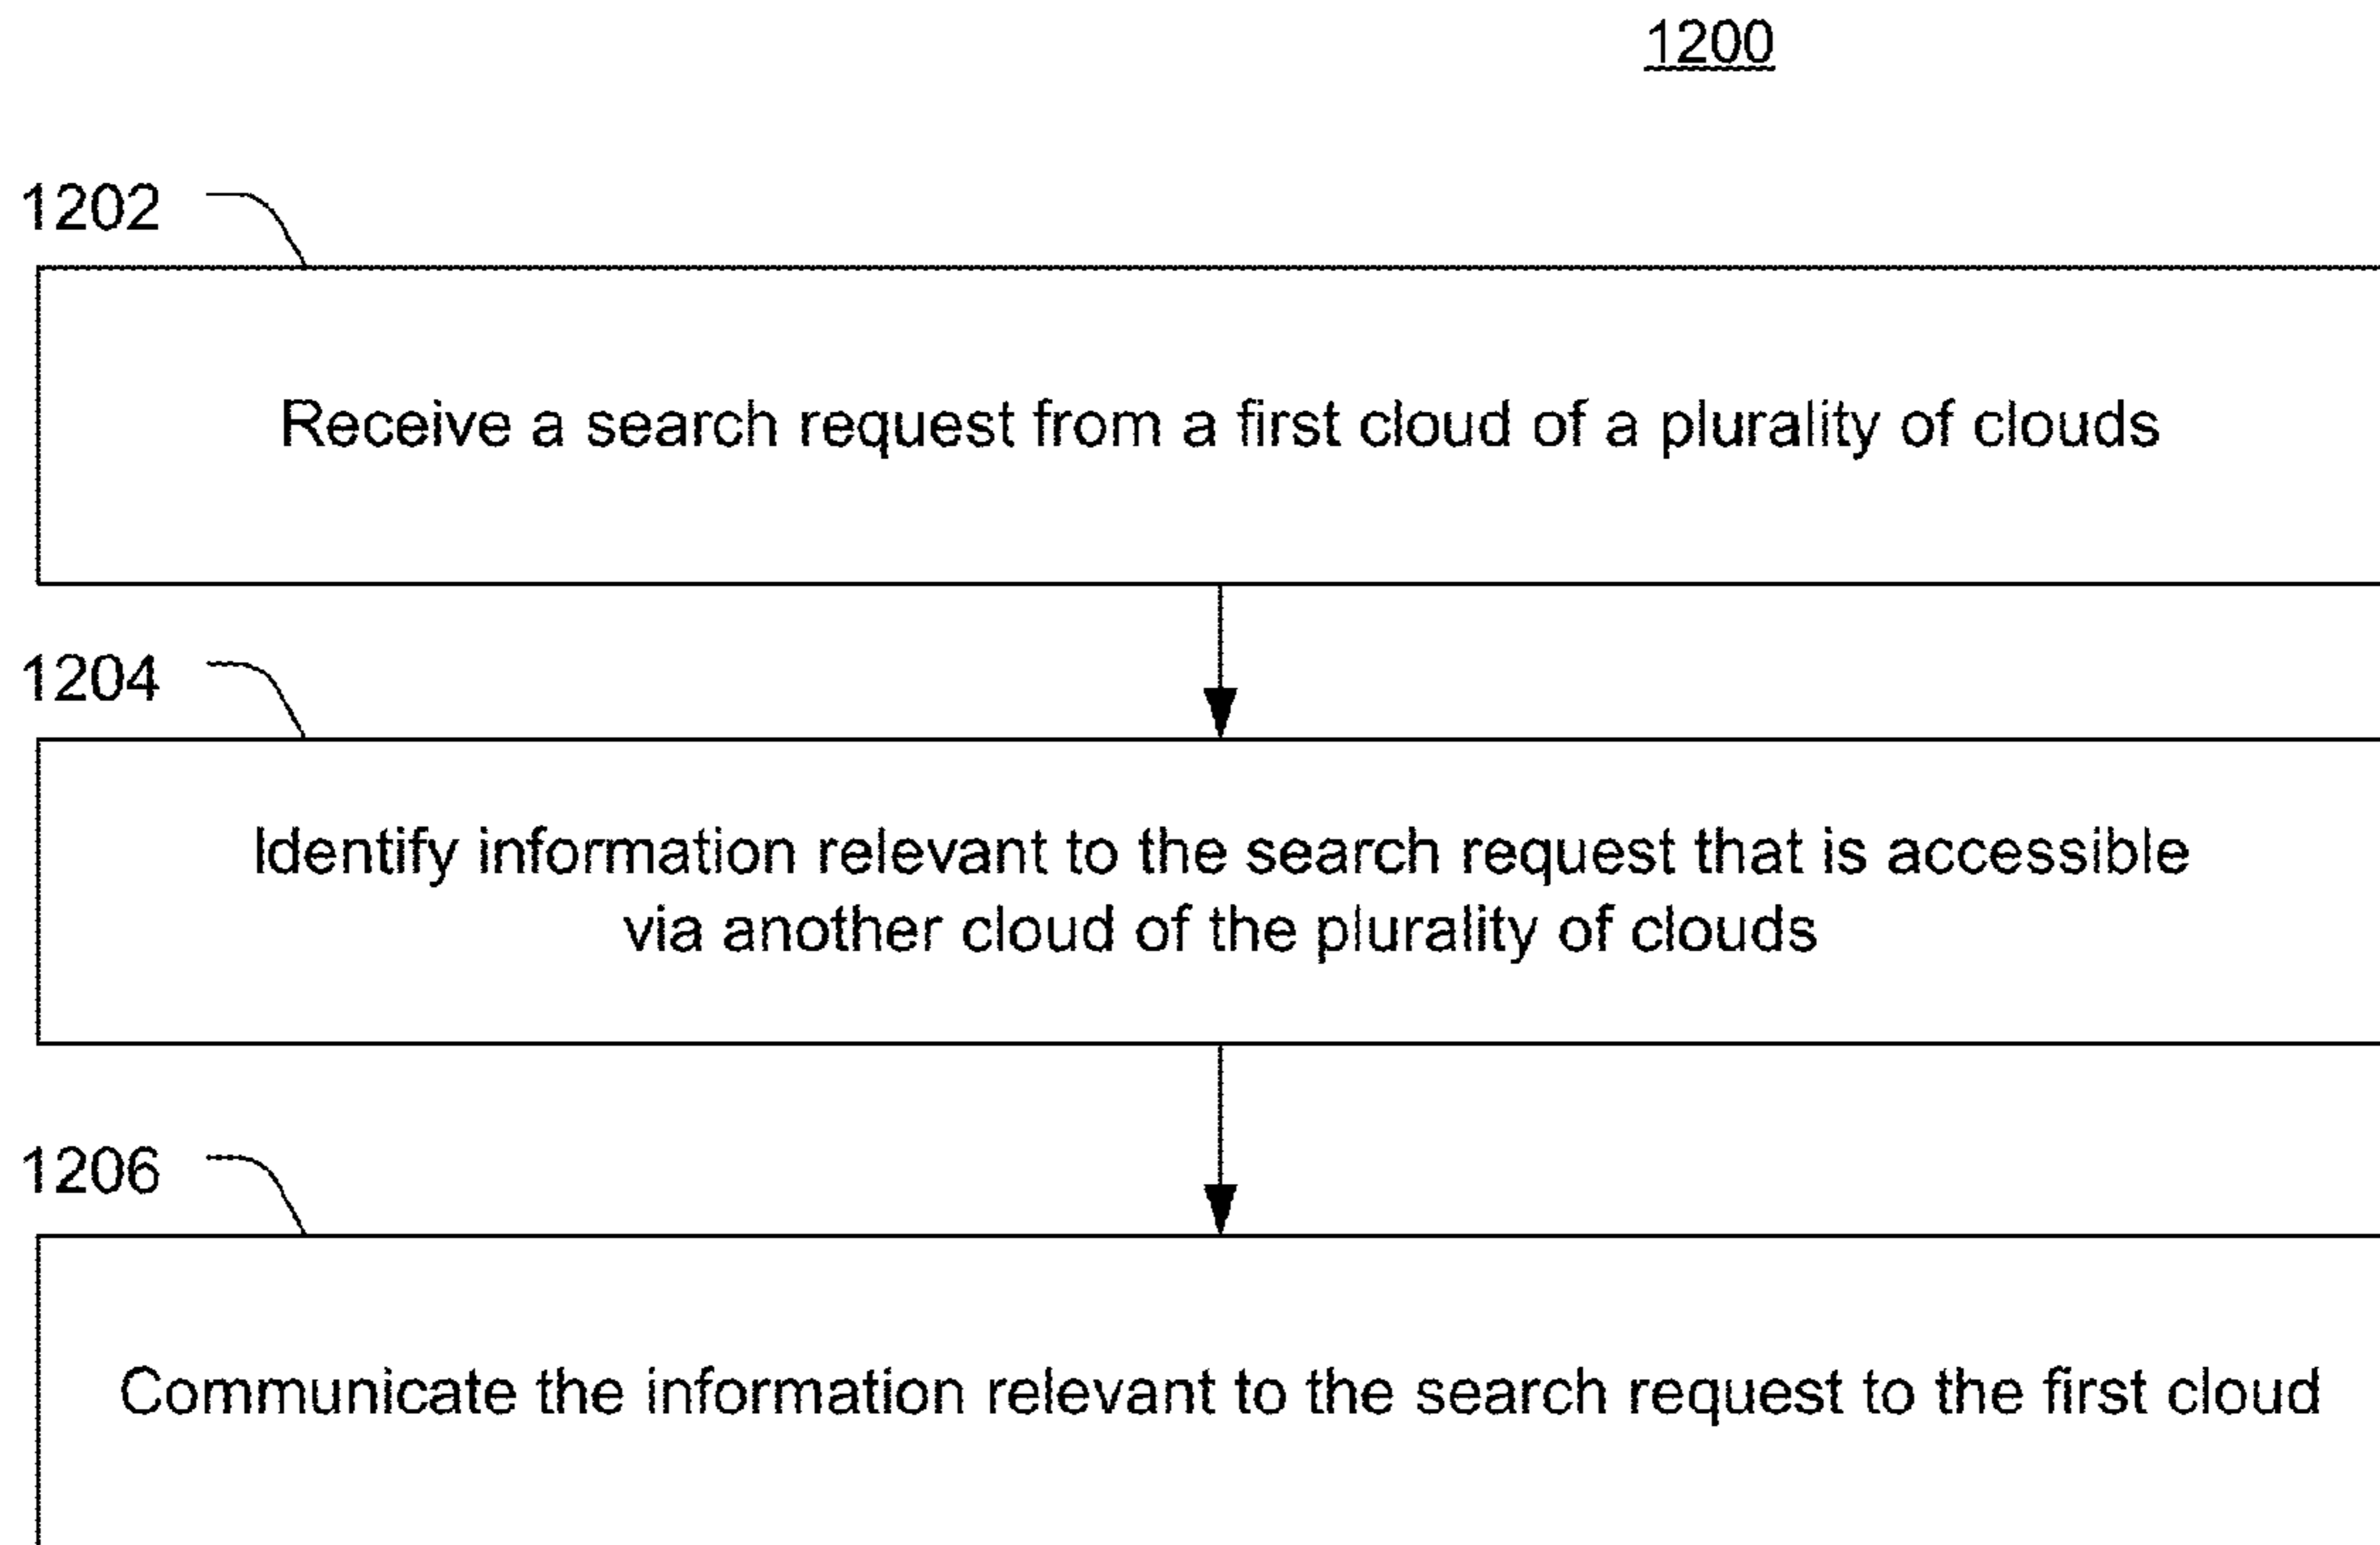 1200
1202
Receive a search request from a first cloud of a plurality of clouds
1204
Identify information relevant to the search request that is accessible
via another cloud of the plurality of clouds
1206
Communicate the information relevant to the search request to the first cloud